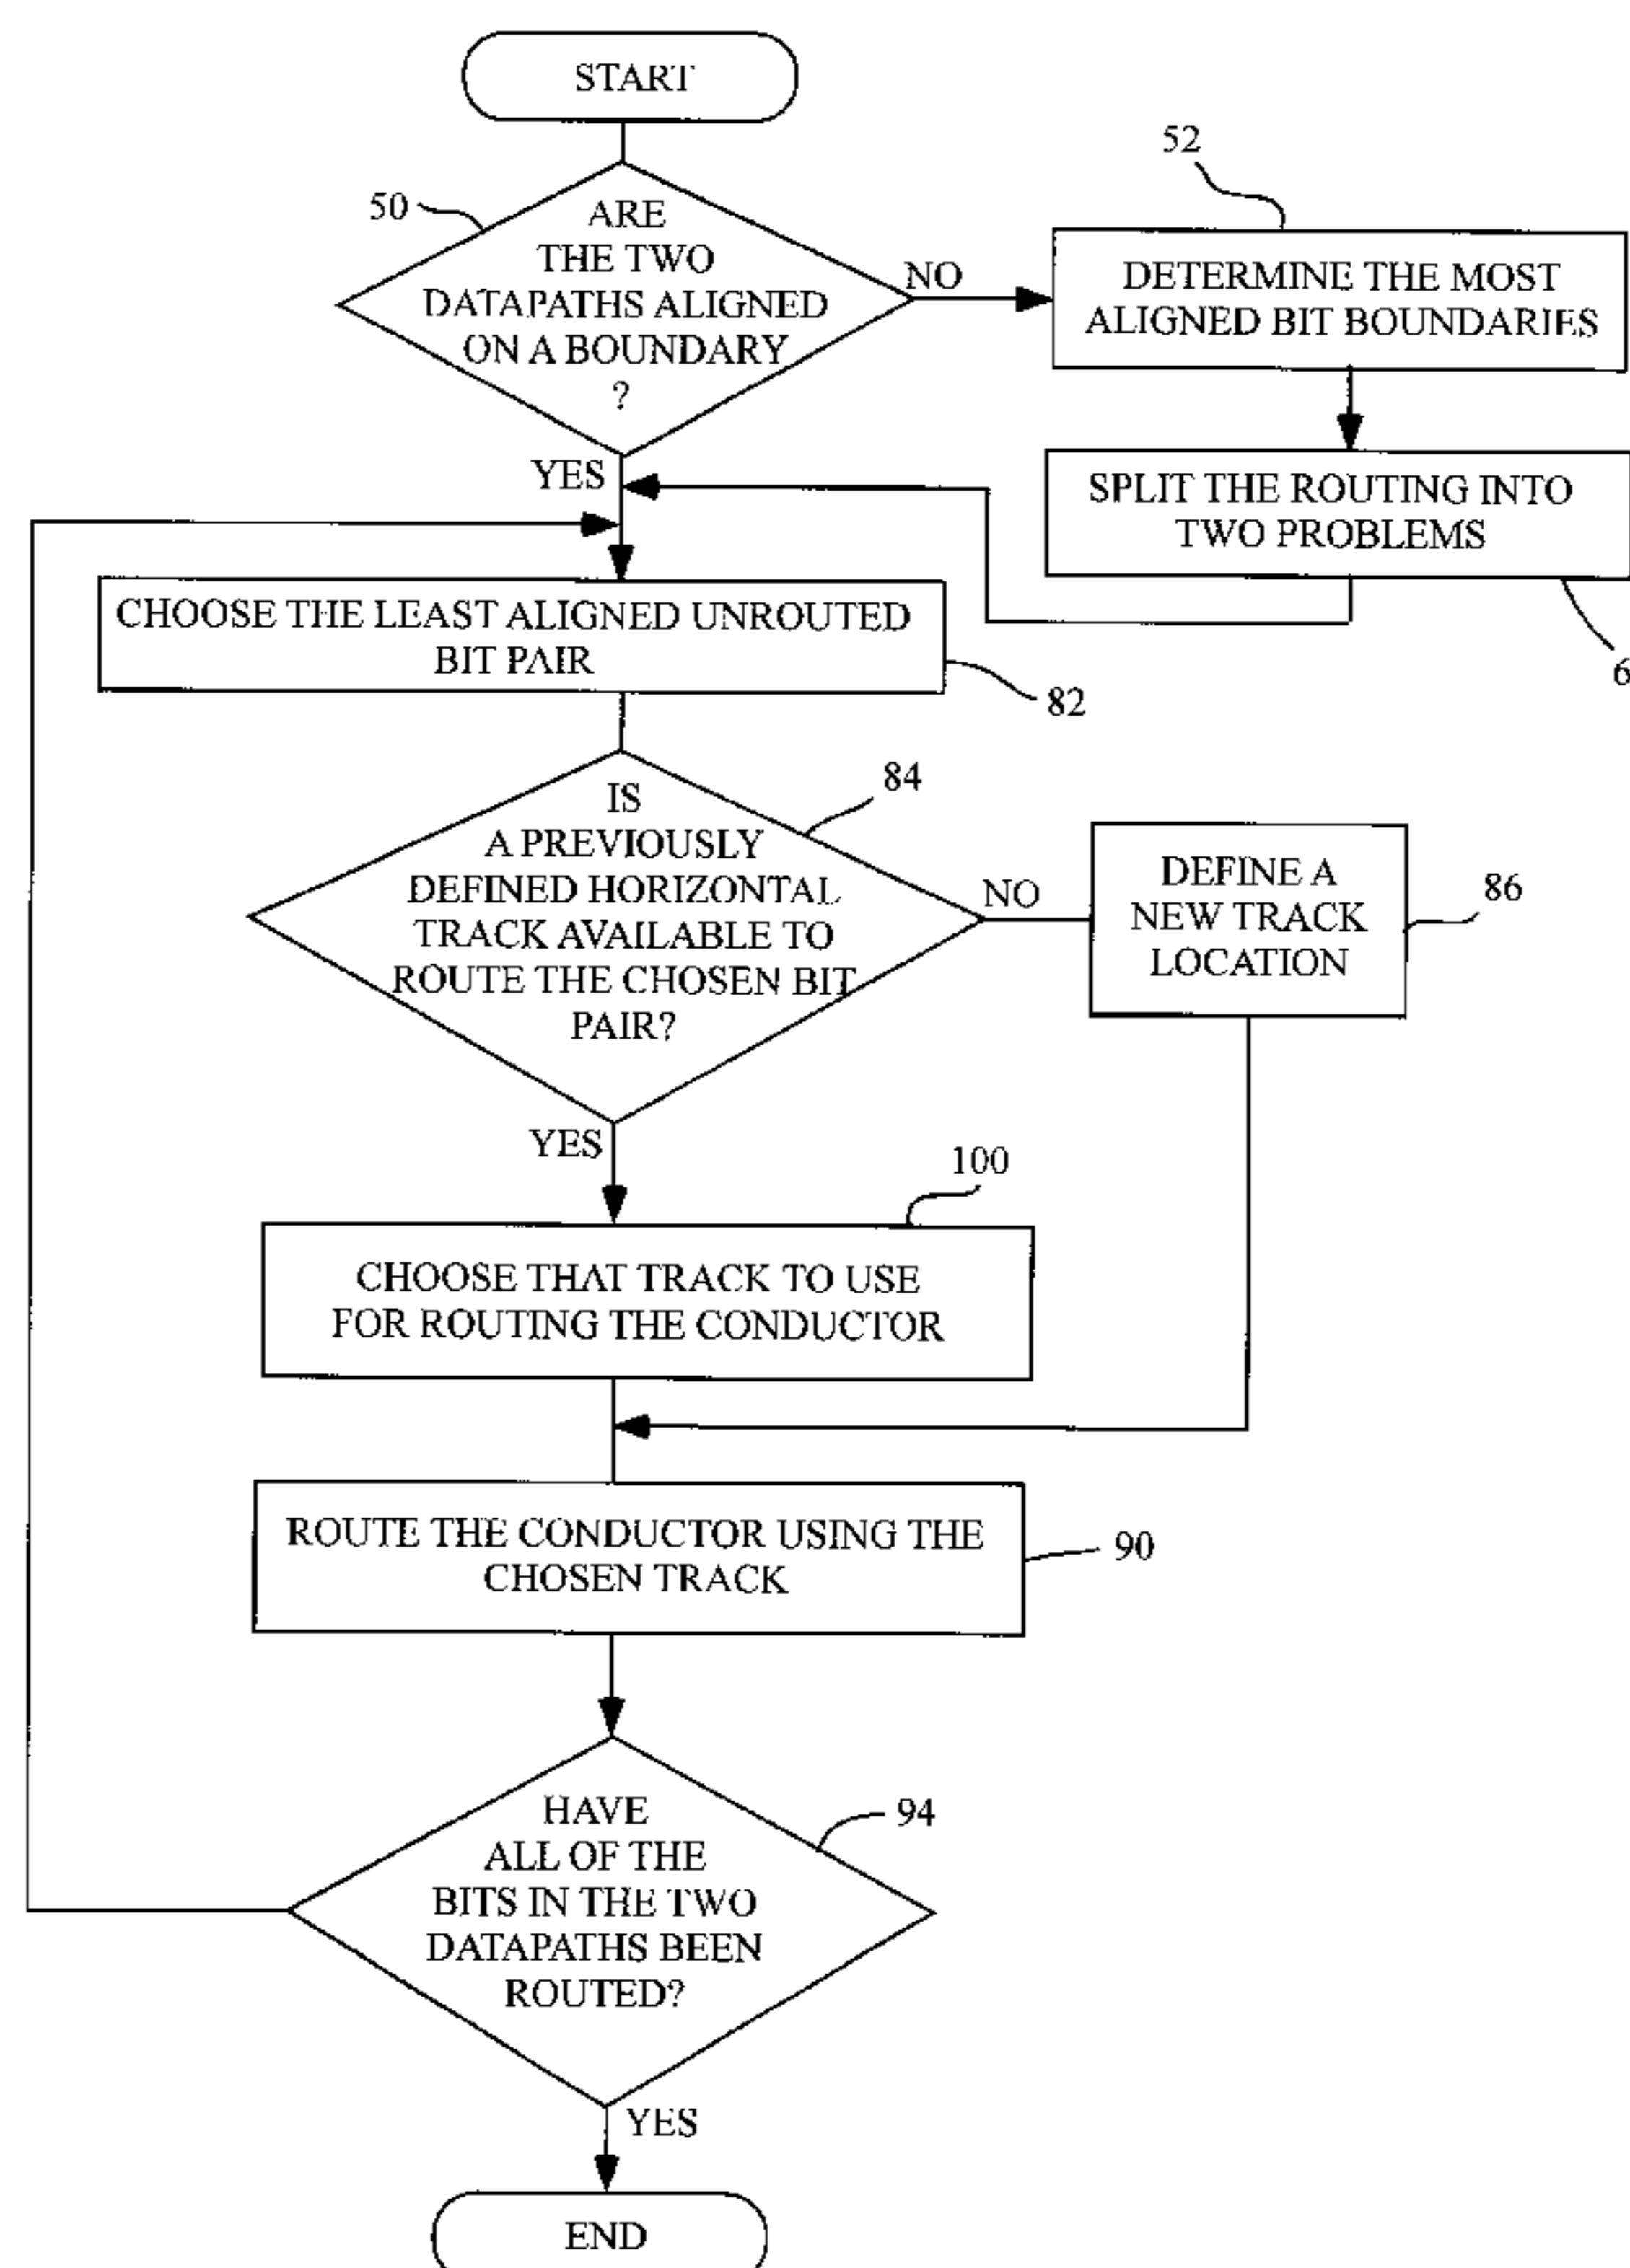 START
50
ARE
THE TWO
DATAPATHS ALIGNED
ON A BOUNDARY
?
NO
52
DETERMINE THE MOST
ALIGNED BIT BOUNDARIES
SPLIT THE ROUTING INTO
TWO PROBLEMS
6
YES
CHOOSE THE LEAST ALIGNED UNROUTED
BIT PAIR
82
IS
A PREVIOUSLY
DEFINED HORIZONTAL
TRACK AVAILABLE TO
ROUTE THE CHOSEN BIT
PAIR?
84
NO
DEFINE A
NEW TRACK
LOCATION
86
YES
100
CHOOSE THAT TRACK TO USE
FOR ROUTING THE CONDUCTOR
ROUTE THE CONDUCTOR USING THE
CHOSEN TRACK
90
HAVE
ALL OF THE
BITS IN THE TWO
DATAPATHS BEEN
ROUTED?
94
YES
END